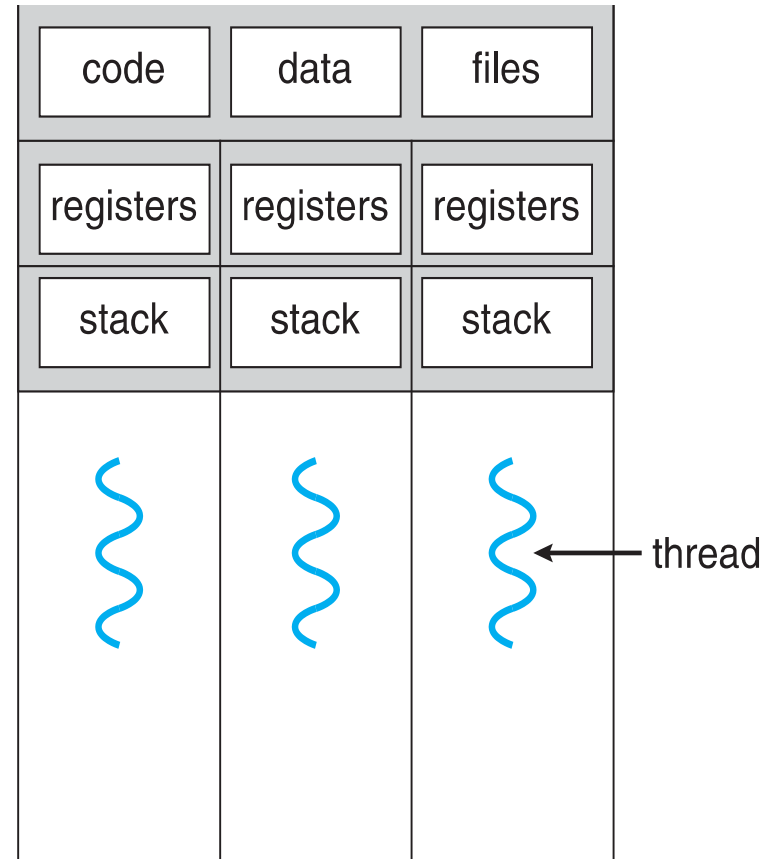 code data files
registers registers registers
stack stack stack
thread